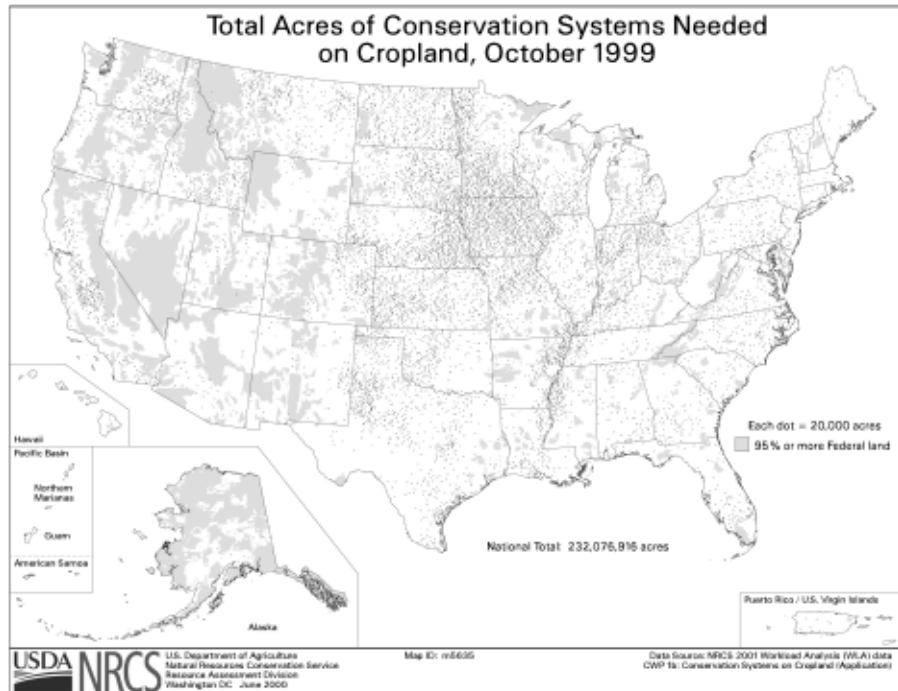 Total Acres of Conservation Systems Needed
on Cropland, October 1999
Each dot = 20,000 acres
95% or more Federal land
Hawaii
Pacific Basin
Northern
Marianas
Guam
American Samoa
National Total: 232,076,916 acres
Alaska
Puerto Rico / U.S. Virgin Islands
USDA NRCS
U.S. Department of Agriculture
Natural Resources Conservation Service
Resource Assessment Division
Washington DC June 2000
Map ID: m5635
Data Source: NRCS 2001 Workload Analysis (WLA) data
CWP 1b: Conservation Systems on Cropland (Application)